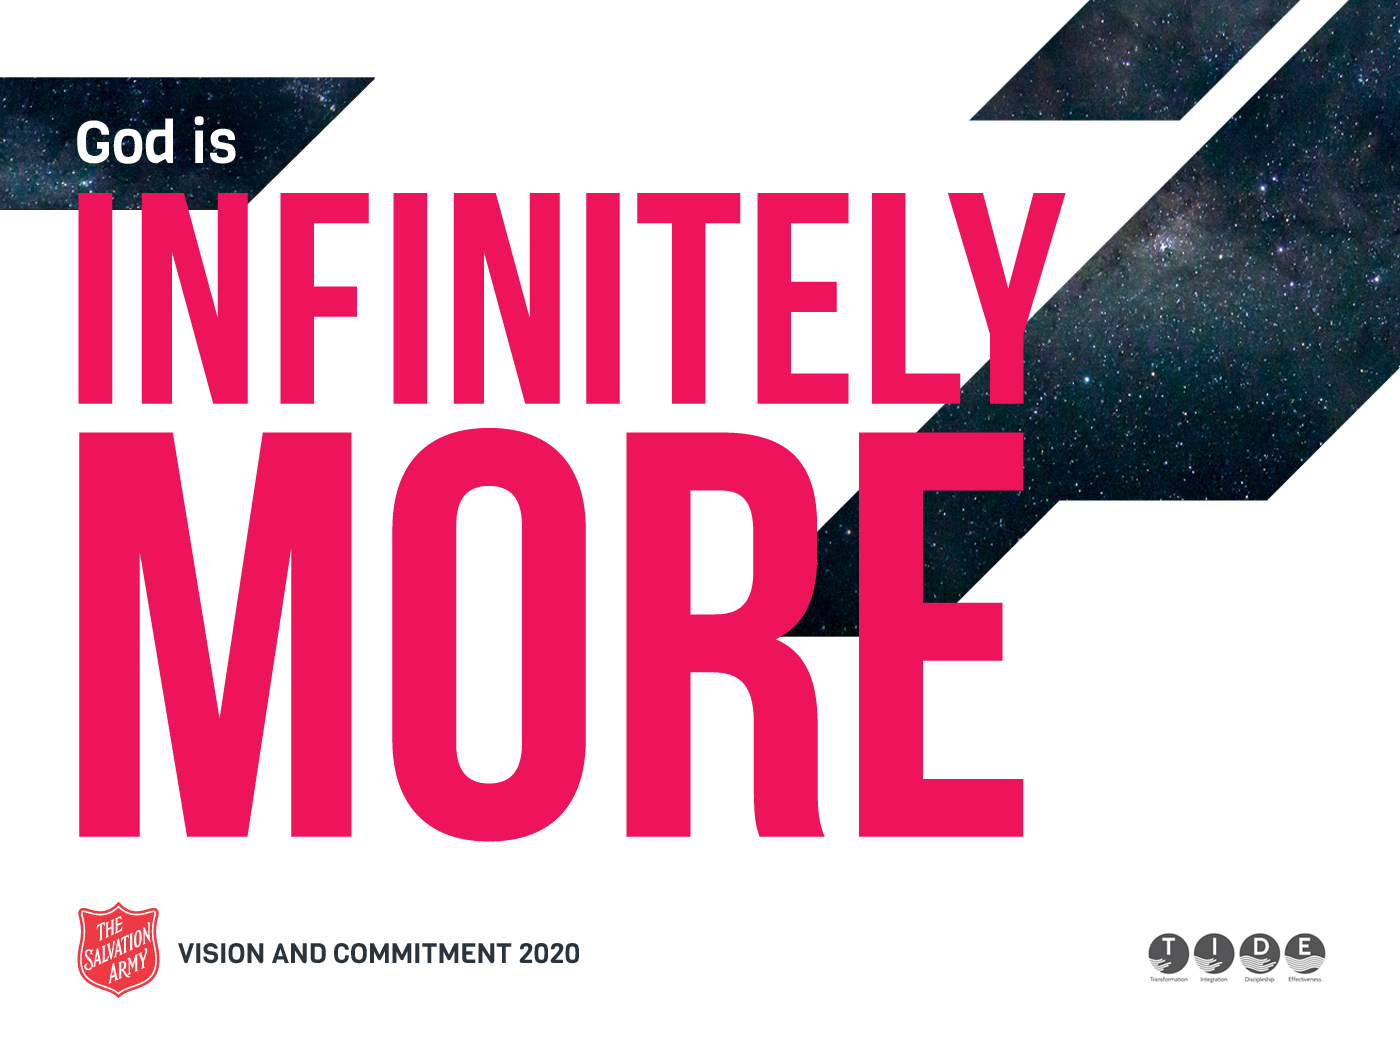 God is
INFINITELY
MORE
THE
SALVATION
ARMY
VISION AND COMMITMENT 2020
T I D E
Transformation Integration Discipleship Effectiveness